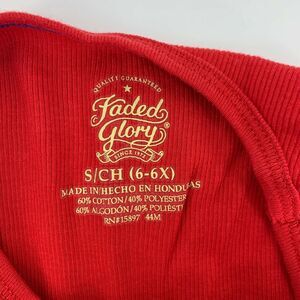 QUALITY GUARANTEED
Faded
Glory®
SINCE 1972
S/CH (6-6X)
MADE IN/HECHO EN HONDURAS
60% COTTON/40% POLYESTER
60% ALGODÓN/40% POLIÉSTER
RN#15897 44M